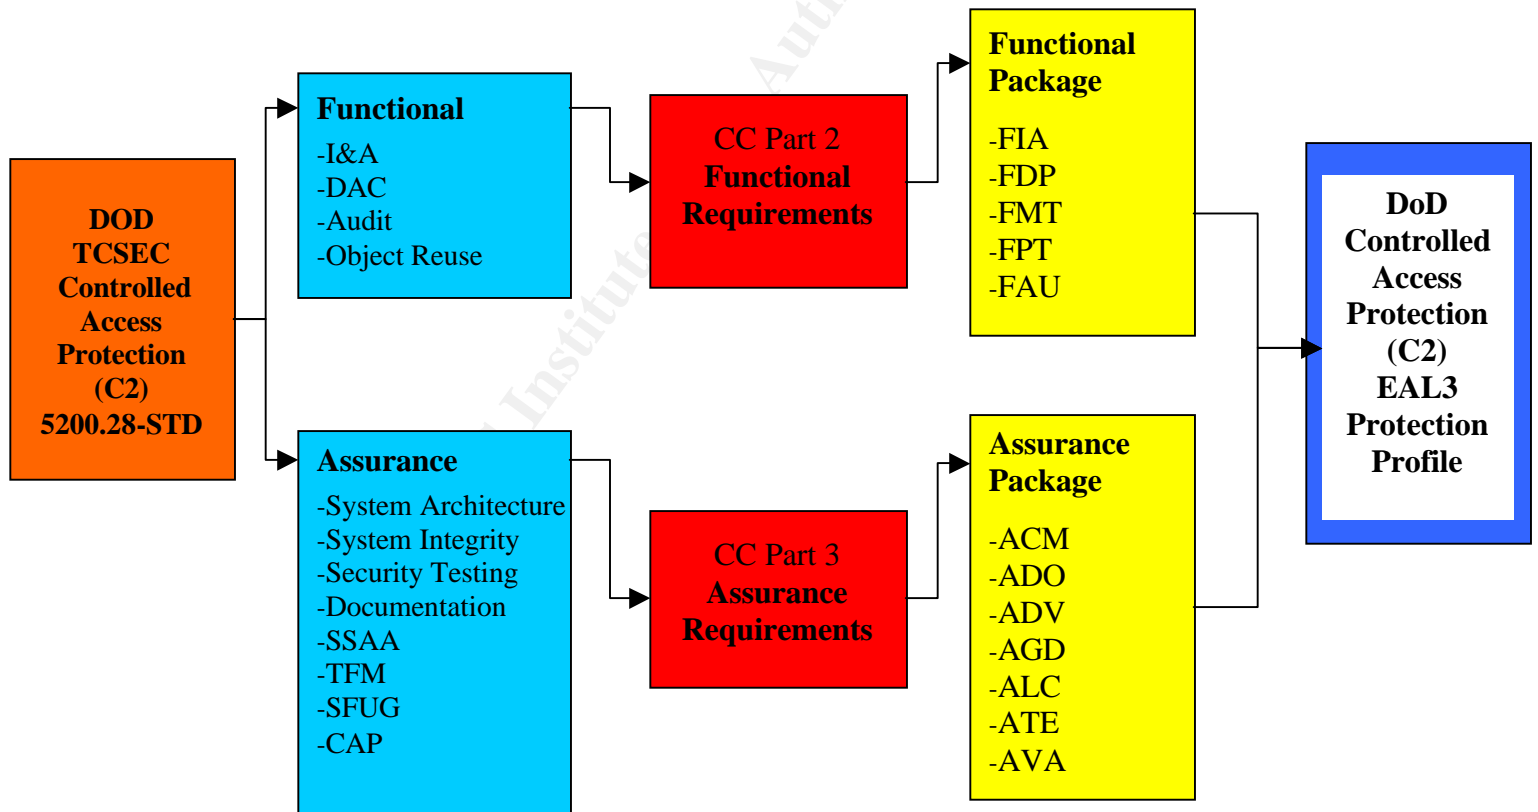 DOD
TCSEC
Controlled
Access
Protection
(C2)
5200.28-STD
Functional
-I&A
-DAC
-Audit
-Object Reuse
Assurance
-System Architecture
-System Integrity
-Security Testing
-Documentation
-SSAA
-TFM
-SFUG
-CAP
CC Part 2
Functional
Requirements
CC Part 3
Assurance
Requirements
Functional
Package
-FIA
-FDP
-FMT
-FPT
-FAU
Assurance
Package
-ACM
-ADO
-ADV
-AGD
-ALC
-ATE
-AVA
DoD
Controlled
Access
Protection
(C2)
EAL3
Protection
Profile
Institute